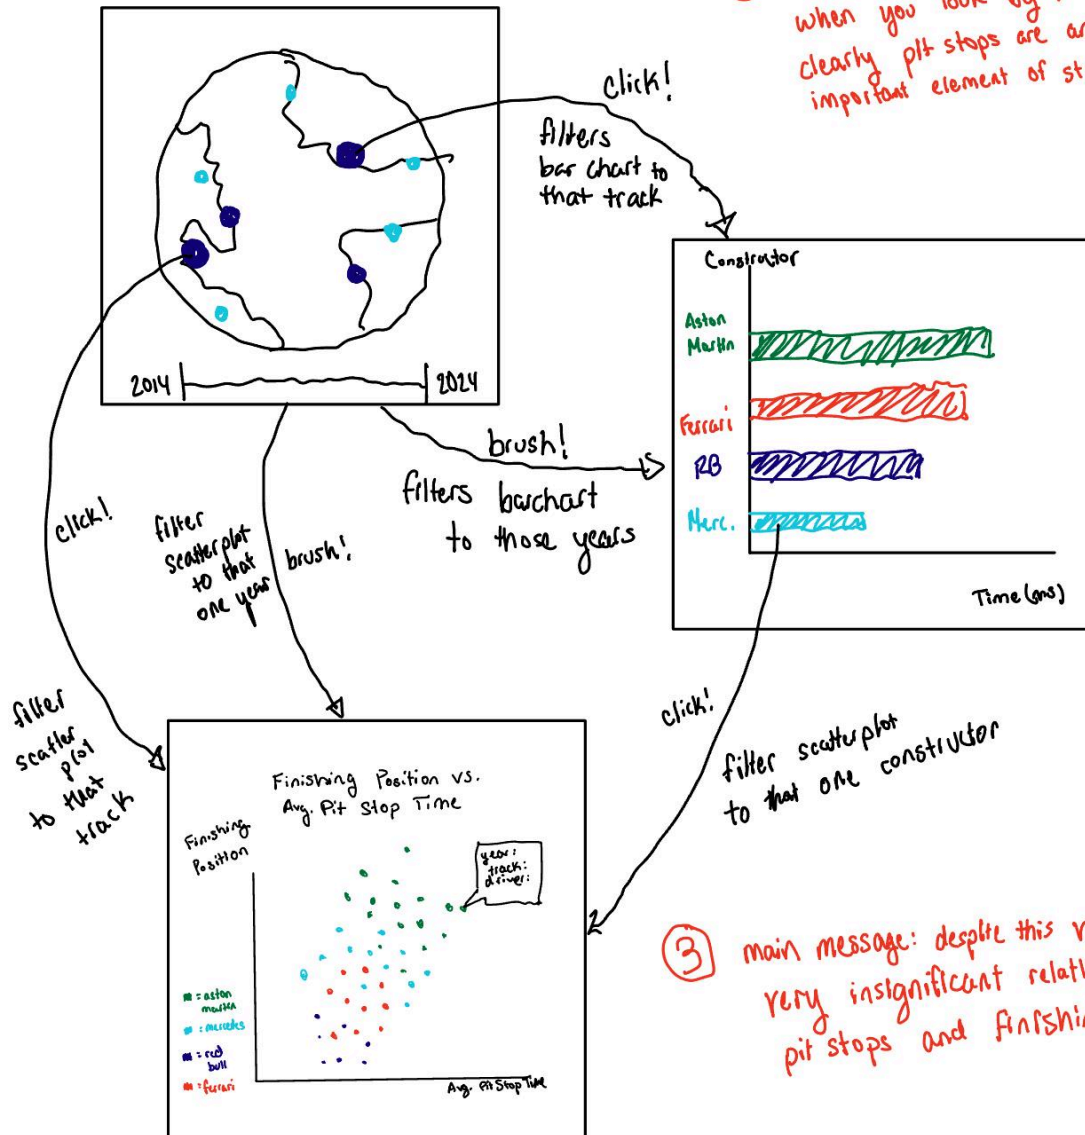 when you look by
clearly pit stops are an
important element of st
click!
filters
bar chart to
that track
2014
2024
Constructor
Aston
Martin
Ferrari
RB
Merc.
Time (ms)
brush!
filters barchart
to those years
click!
filter
scatterplot
to that
one year
brush!
filter
scatter
plot
to that
track
click!
filter scatterplot
to that one constructor
Finishing Position vs.
Avg. Pit Stop Time
Finishing
Position
year:
track:
driver:
= aston
martin
= mercedes
= red
bull
= ferrari
Avg. Pit Stop Time
3 main message: despite this
very insignificant
pit stops and